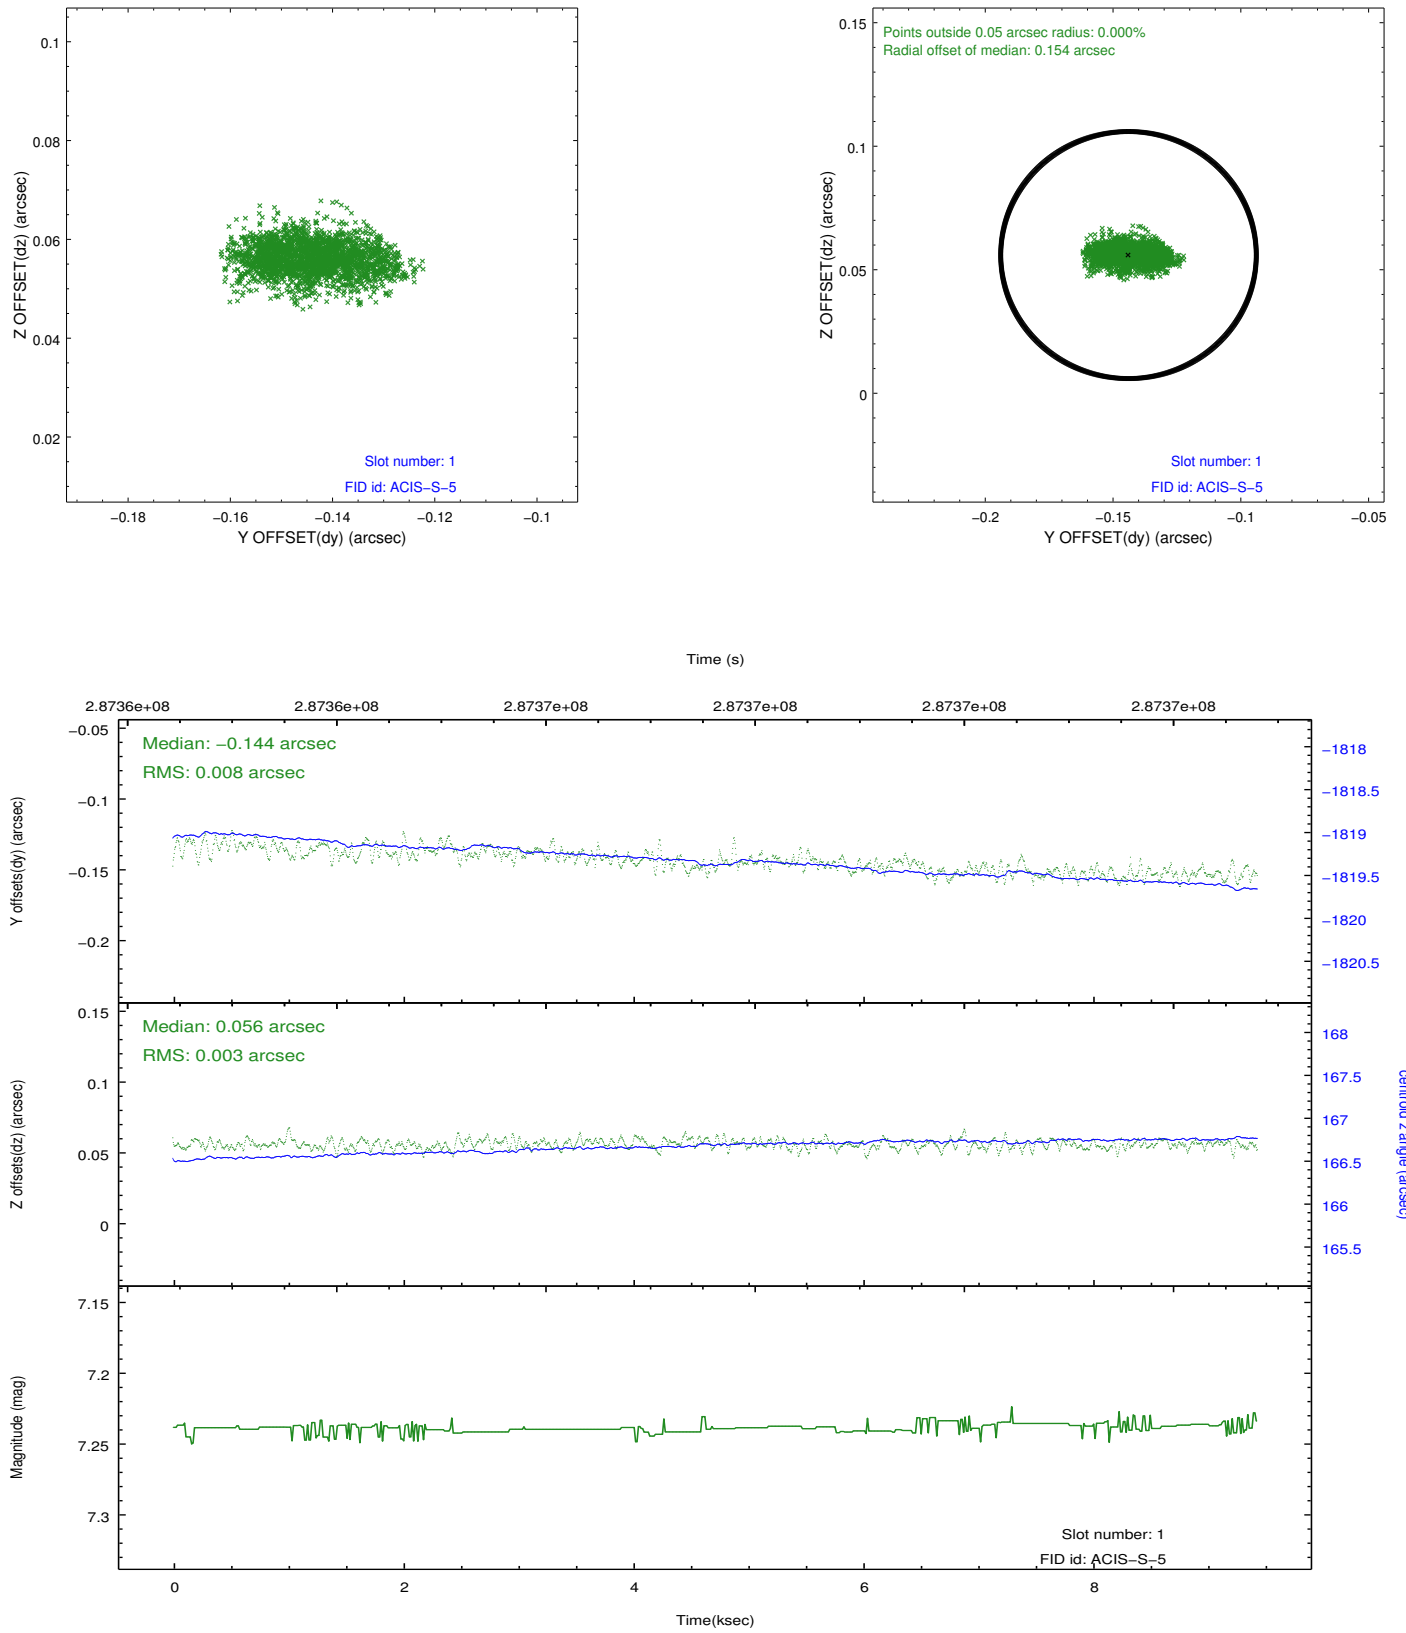 0.1
0.08
0.06
0.04
0.02
Z OFFSET(dz) (arcsec)
Slot number: 1
FID id: ACIS−S−5
−0.18 −0.16 −0.14 −0.12 −0.1
Y OFFSET(dy) (arcsec)
Points outside 0.05 arcsec radius: 0.000%
Radial offset of median: 0.154 arcsec
0.15
0.1
0.05
0
Z OFFSET(dz) (arcsec)
Slot number: 1
FID id: ACIS−S−5
−0.2 −0.15 −0.1 −0.05
Y OFFSET(dy) (arcsec)
Time (s)
2.8736e+08 2.8736e+08 2.8737e+08 2.8737e+08 2.8737e+08 2.8737e+08
Median: −0.144 arcsec
RMS: 0.008 arcsec
−0.05
−0.1
−0.15
−0.2
Y offsets(dy) (arcsec)
−1818
−1818.5
−1819
−1819.5
−1820
−1820.5
Median: 0.056 arcsec
RMS: 0.003 arcsec
0.15
0.1
0.05
0
Z offsets(dz) (arcsec)
168
167.5
167
166.5
166
165.5
centroid z angle (arcsec)
7.15
7.2
7.25
7.3
Magnitude (mag)
Slot number: 1
FID id: ACIS−S−5
0 2 4 6 8
Time(ksec)